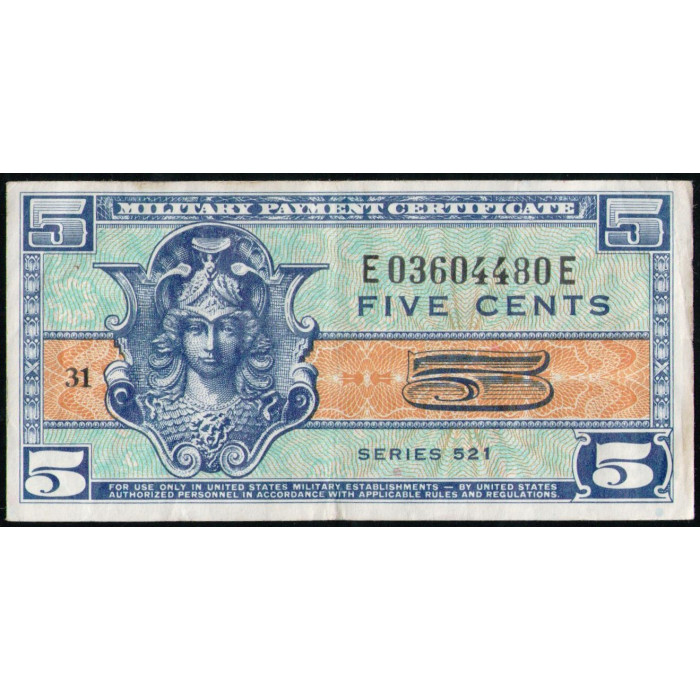 5 MILITARY PAYMENT CERTIFICATE 5
E03604480E
FIVE CENTS
31 5
SERIES 521
5 5
FOR USE ONLY IN UNITED STATES MILITARY ESTABLISHMENTS — BY UNITED STATES
AUTHORIZED PERSONNEL IN ACCORDANCE WITH APPLICABLE RULES AND REGULATIONS.